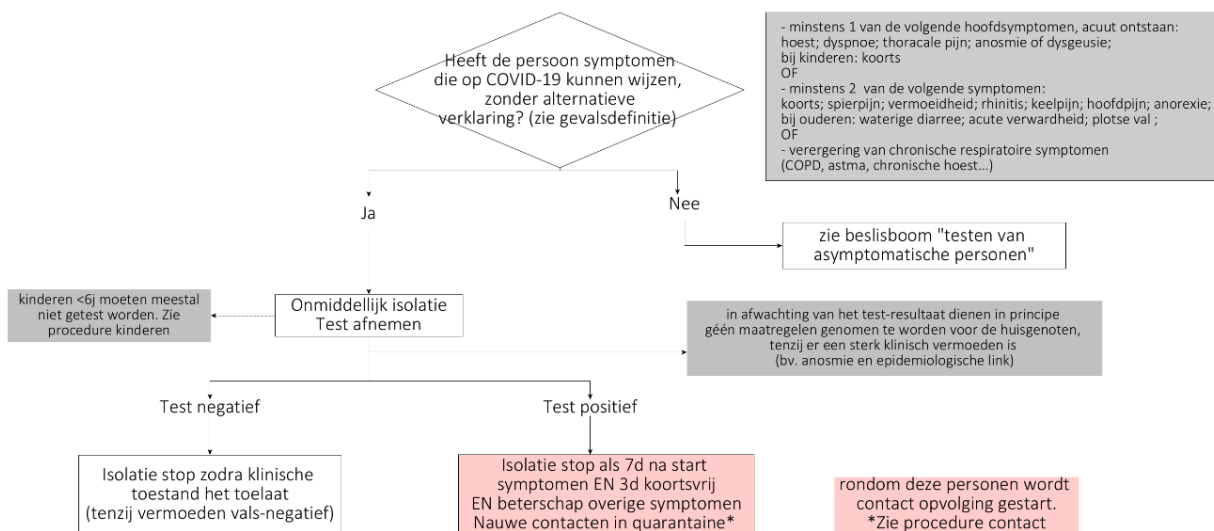 Heeft de persoon symptomen
die op COVID-19 kunnen wijzen,
zonder alternatieve
verklaring? (zie gevalsdefinitie)
- minstens 1 van de volgende hoofdsymptomen, acuut ontstaan:
hoest; dyspnoe; thoracale pijn; anosmie of dysgeusie;
bij kinderen: koorts
OF
- minstens 2 van de volgende symptomen:
koorts; spierpijn; vermoeidheid; rhinitis; keelpijn; hoofdpijn; anorexie;
bij ouderen: waterige diarree; acute verwardheid; plotse val ;
OF
- verergering van chronische respiratoire symptomen
(COPD, astma, chronische hoest...)
Ja
Nee
zie beslisboom "testen van
asymptomatische personen"
kinderen <6j moeten meestal
niet getest worden. Zie
procedure kinderen
Onmiddellijk isolatie
Test afnemen
in afwachting van het test-resultaat dienen in principe
géén maatregelen genomen te worden voor de huisgenoten,
tenzij er een sterk klinisch vermoeden is
(bv. anosmie en epidemiologische link)
Test negatief
Test positief
Isolatie stop zodra klinische
toestand het toelaat
(tenzij vermoeden vals-negatief)
Isolatie stop als 7d na start
symptomen EN 3d koortsvrij
EN beterschap overige symptomen
Nauwe contacten in quarantaine*
rondom deze personen wordt
contact opvolging gestart.
*Zie procedure contact